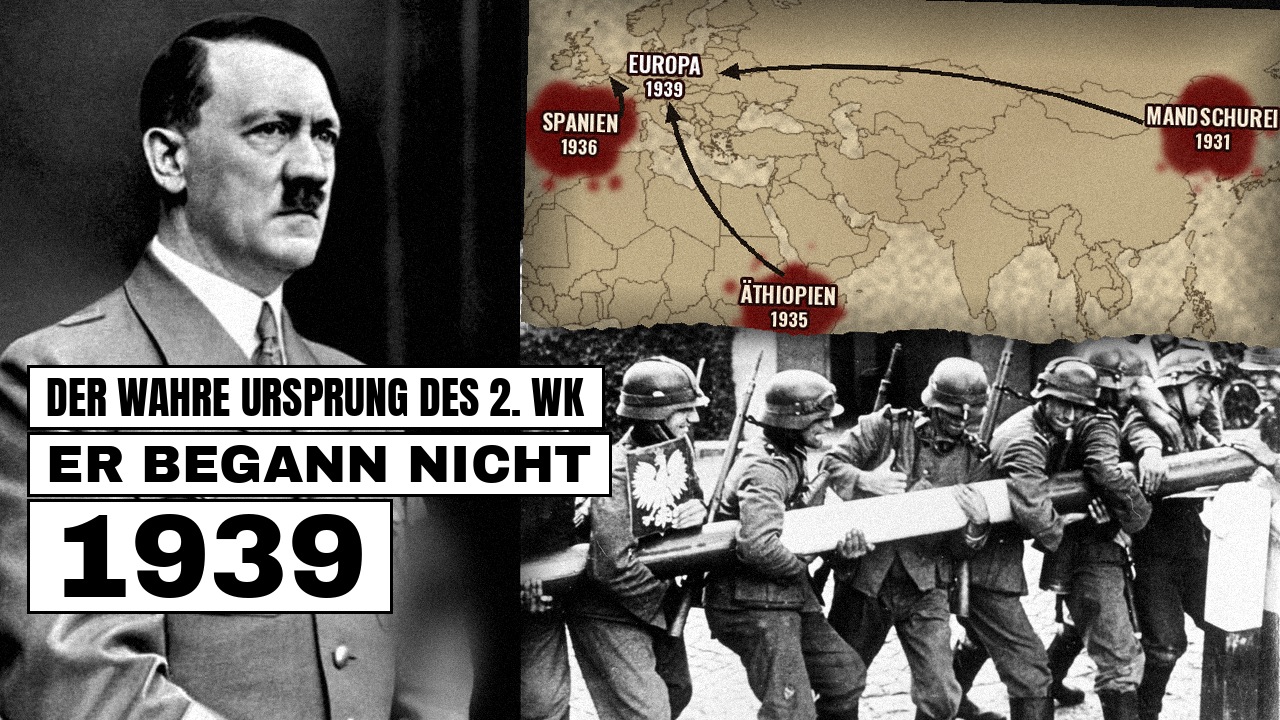 DER WAHRE URSPRUNG DES 2. WK
ER BEGANN NICHT
1939
EUROPA
1939
SPANIEN
1936
MANDSCHUREI
1931
ÄTHIOPIEN
1935